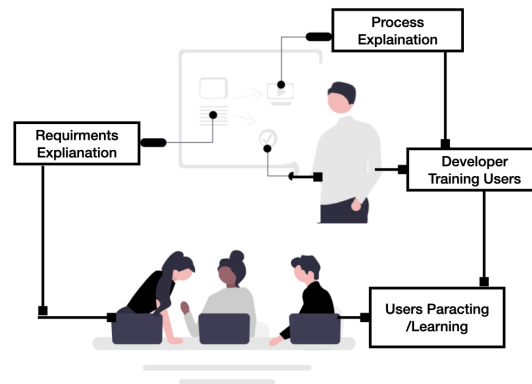 Process
Explaination
Requirments
Explianation
Developer
Training Users
Users Paracting
/Learning